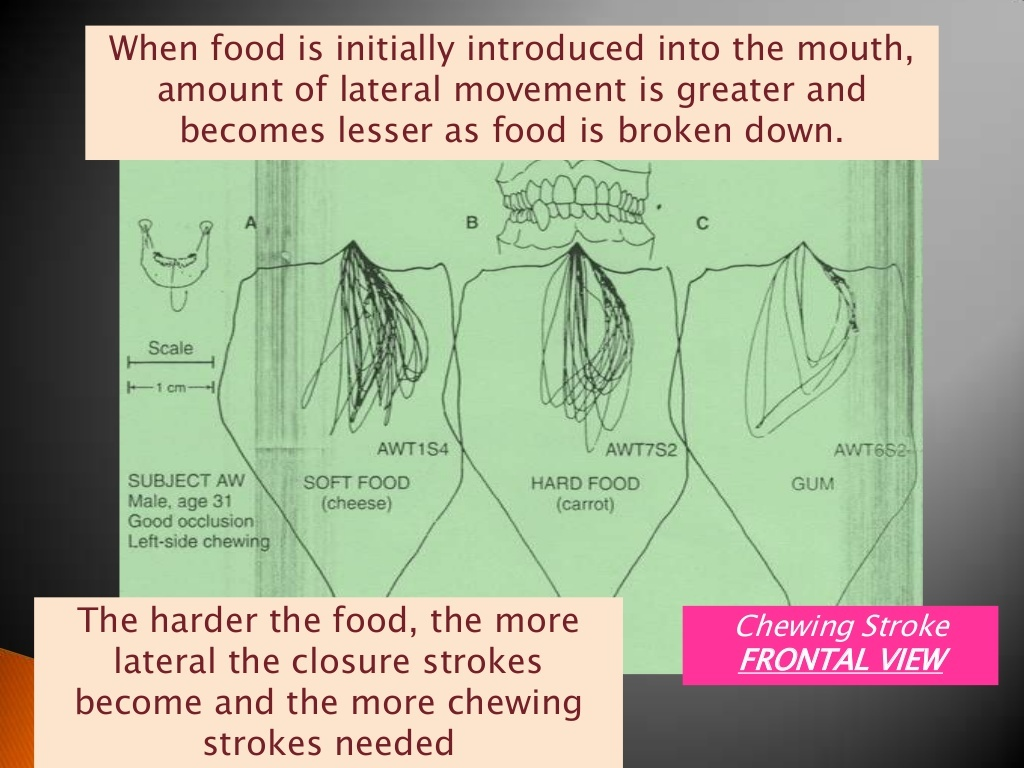 When food is initially introduced into the mouth,
amount of lateral movement is greater and
becomes lesser as food is broken down.
A
B
C
Scale
1 cm
AWT1S4
AWT7S2
AWT6S2
SUBJECT AW
Male, age 31
Good occlusion
Left-side chewing
SOFT FOOD
(cheese)
HARD FOOD
(carrot)
GUM
The harder the food, the more
lateral the closure strokes
become and the more chewing
strokes needed
Chewing Stroke
FRONTAL VIEW